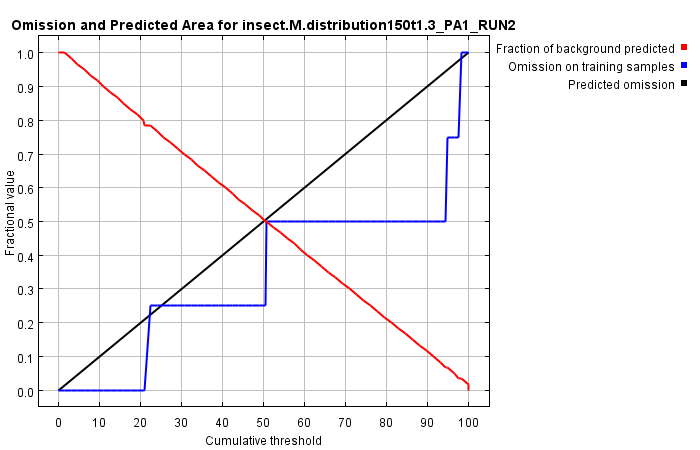 Omission and Predicted Area for insect.M.distribution150t1.3_PA1_RUN2
Fraction of background predicted
Omission on training samples
Predicted omission
Fractional value
1.0
0.9
0.8
0.7
0.6
0.5
0.4
0.3
0.2
0.1
0.0
0 10 20 30 40 50 60 70 80 90 100
Cumulative threshold